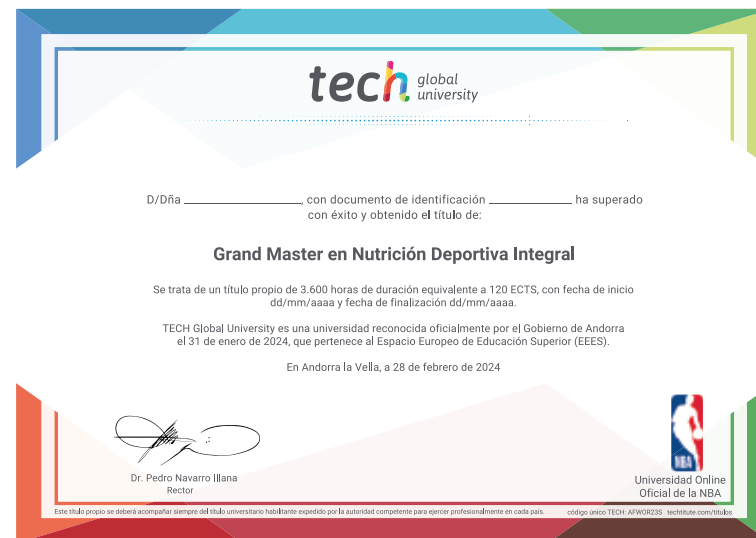 tech global
university
D/Dña ____________________, con documento de identificación ______________ ha superado
con éxito y obtenido el título de:
Grand Master en Nutrición Deportiva Integral
Se trata de un título propio de 3.600 horas de duración equivalente a 120 ECTS, con fecha de inicio
dd/mm/aaaa y fecha de finalización dd/mm/aaaa.
TECH Global University es una universidad reconocida oficialmente por el Gobierno de Andorra
el 31 de enero de 2024, que pertenece al Espacio Europeo de Educación Superior (EEES).
En Andorra la Vella, a 28 de febrero de 2024
Dr. Pedro Navarro Illana
Rector
NBA
Universidad Online
Oficial de la NBA
Este título propio se deberá acompañar siempre del título universitario habilitante expedido por la autoridad competente para ejercer profesionalmente en cada país.
código único TECH: AFWOR23S techtitute.com/titulos